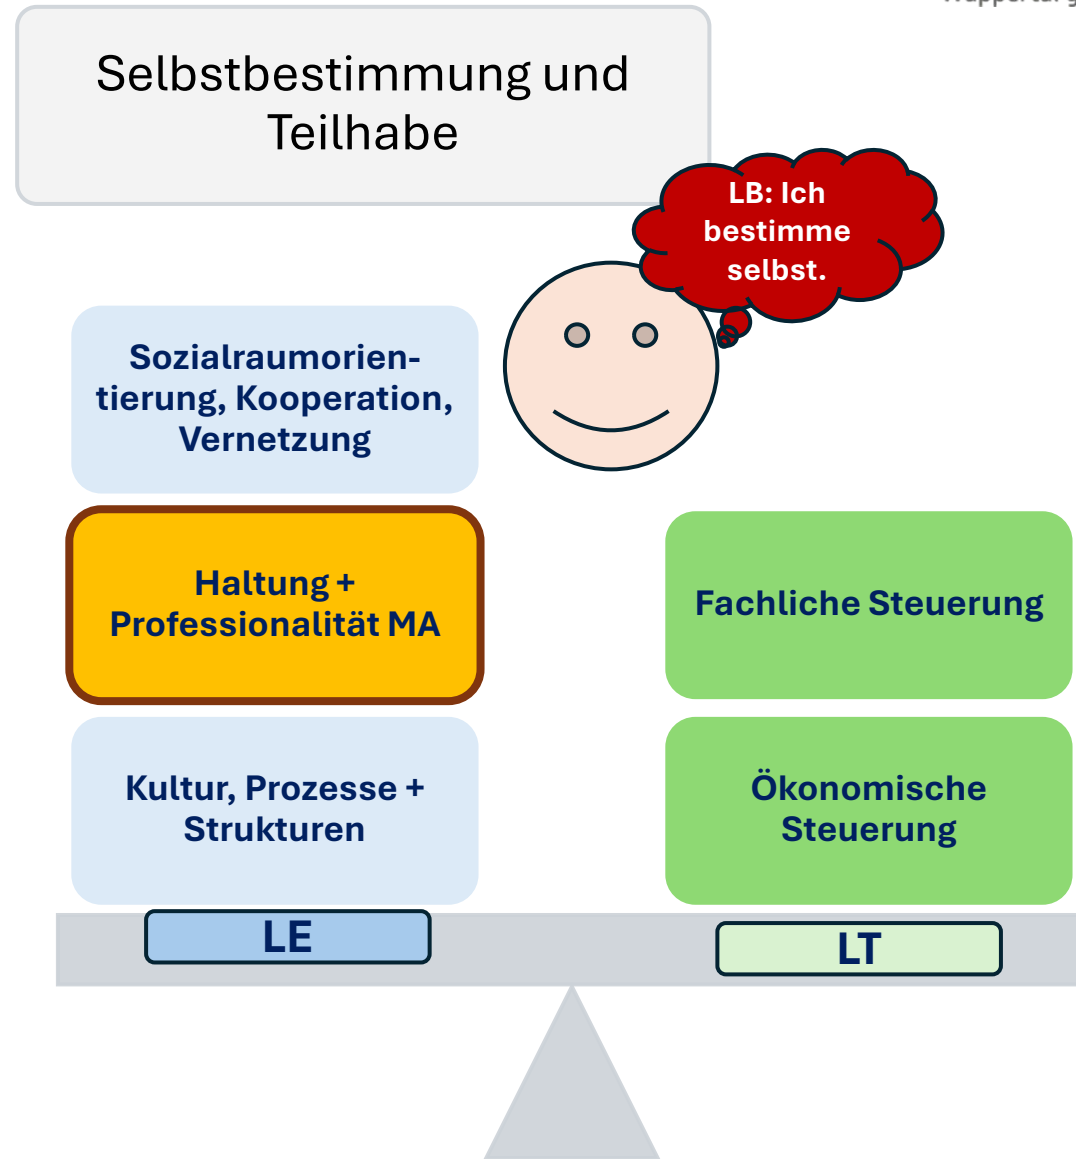 Selbstbestimmung und
Teilhabe
LB: Ich
bestimme
selbst.
Sozialraumorien-
tierung, Kooperation,
Vernetzung
Haltung +
Professionalität MA
Fachliche Steuerung
Kultur, Prozesse +
Strukturen
Ökonomische
Steuerung
LE
LT